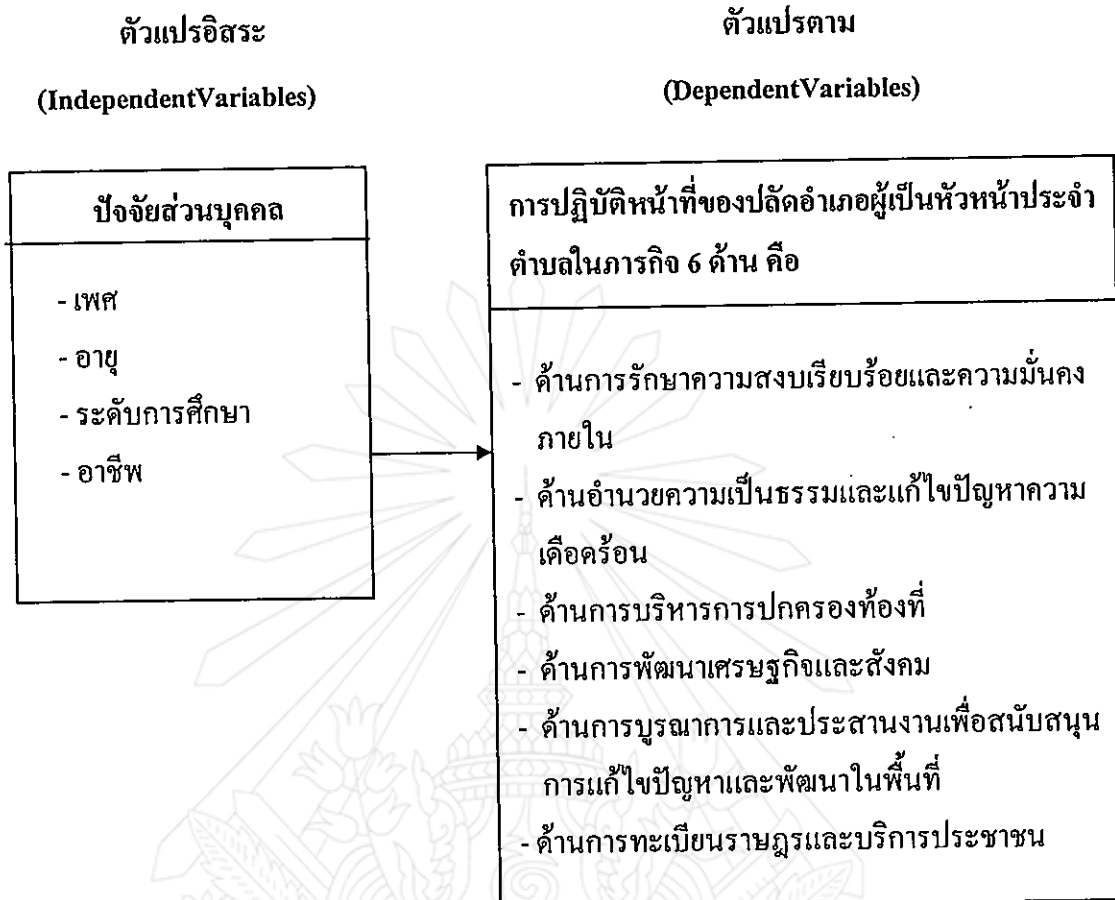 ตัวแปรอิสระ
(IndependentVariables)
ปัจจัยส่วนบุคคล
- เพศ
- อายุ
- ระดับการศึกษา
- อาชีพ
ตัวแปรตาม
(DependentVariables)
การปฏิบัติหน้าที่ของปลัดอำเภอผู้เป็นหัวหน้าประจำ
ตำบลในภารกิจ 6 ด้าน คือ
- ด้านการรักษาความสงบเรียบร้อยและความมั่นคง
ภายใน
- ด้านอำนวยความเป็นธรรมและแก้ไขปัญหาความ
เดือดร้อน
- ด้านการบริหารการปกครองท้องที่
- ด้านการพัฒนาเศรษฐกิจและสังคม
- ด้านการบูรณาการและประสานงานเพื่อสนับสนุน
การแก้ไขปัญหาและพัฒนาในพื้นที่
- ด้านการทะเบียนราษฎรและบริการประชาชน